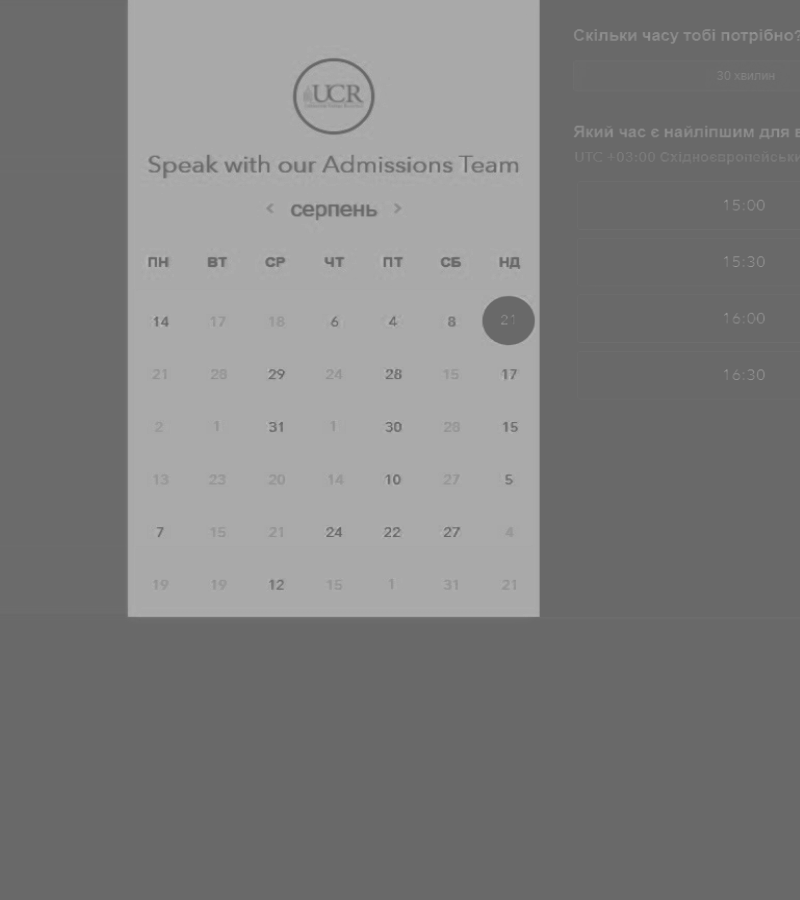 UCR
Speak with our Admissions Team
< серпень >
ПН ВТ СР ЧТ ПТ СБ НД
14 17 18 6 4 8 21
21 28 29 24 28 15 17
2 1 31 1 30 28 15
13 23 20 14 10 27 5
7 15 21 24 22 27 4
19 19 12 15 1 31 21
Скільки часу тобі потрібно?
30 хвилин
Який час є найліпшим для
UTC +03:00
15:00
15:30
16:00
16:30